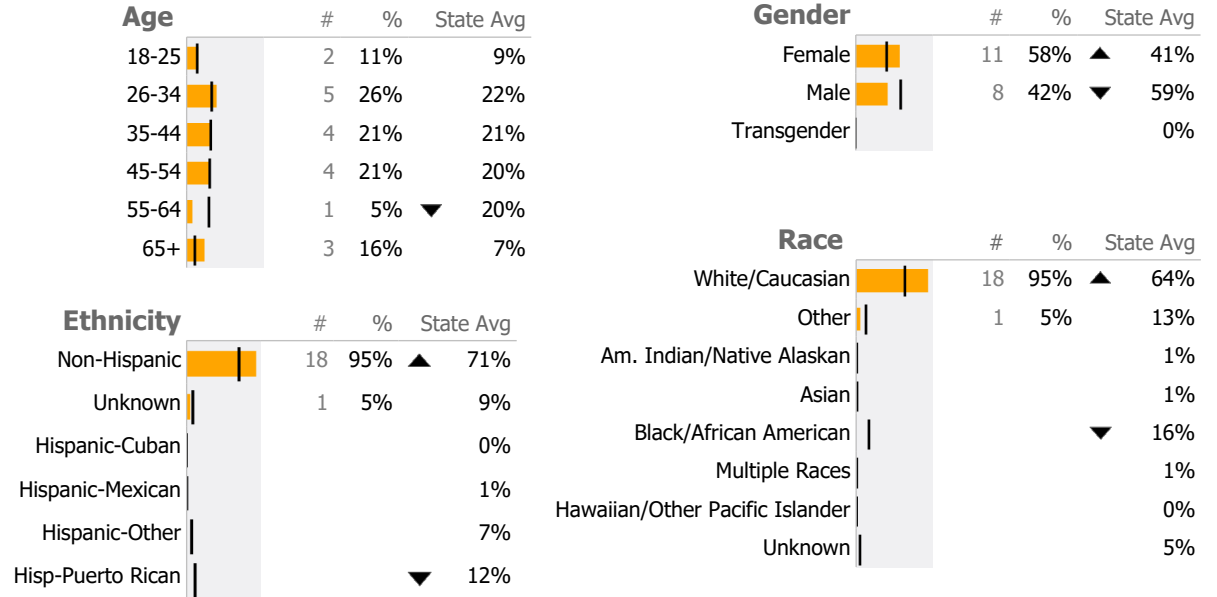 Age # % State Avg
18-25 2 11% 9%
26-34 5 26% 22%
35-44 4 21% 21%
45-54 4 21% 20%
55-64 1 5% ▼ 20%
65+ 3 16% 7%
Ethnicity # % State Avg
Non-Hispanic 18 95% ▲ 71%
Unknown 1 5% 9%
Hispanic-Cuban 0%
Hispanic-Mexican 1%
Hispanic-Other 7%
Hisp-Puerto Rican ▼ 12%
Gender # % State Avg
Female 11 58% ▲ 41%
Male 8 42% ▼ 59%
Transgender 0%
Race # % State Avg
White/Caucasian 18 95% ▲ 64%
Other 1 5% 13%
Am. Indian/Native Alaskan 1%
Asian 1%
Black/African American ▼ 16%
Multiple Races 1%
Hawaiian/Other Pacific Islander 0%
Unknown 5%